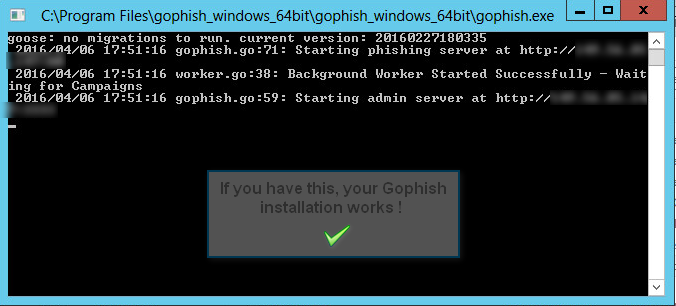 C:\Program Files\gophish_windows_64bit\gophish_windows_64bit\gophish.exe
goose: no migrations to run. current version: 20160227180335
2016/04/06 17:51:16 gophish.go:71: Starting phishing server at http://
2016/04/06 17:51:16 worker.go:38: Background Worker Started Successfully - Wait
ing for Campaigns
2016/04/06 17:51:16 gophish.go:59: Starting admin server at http://
If you have this, your Gophish
installation works !